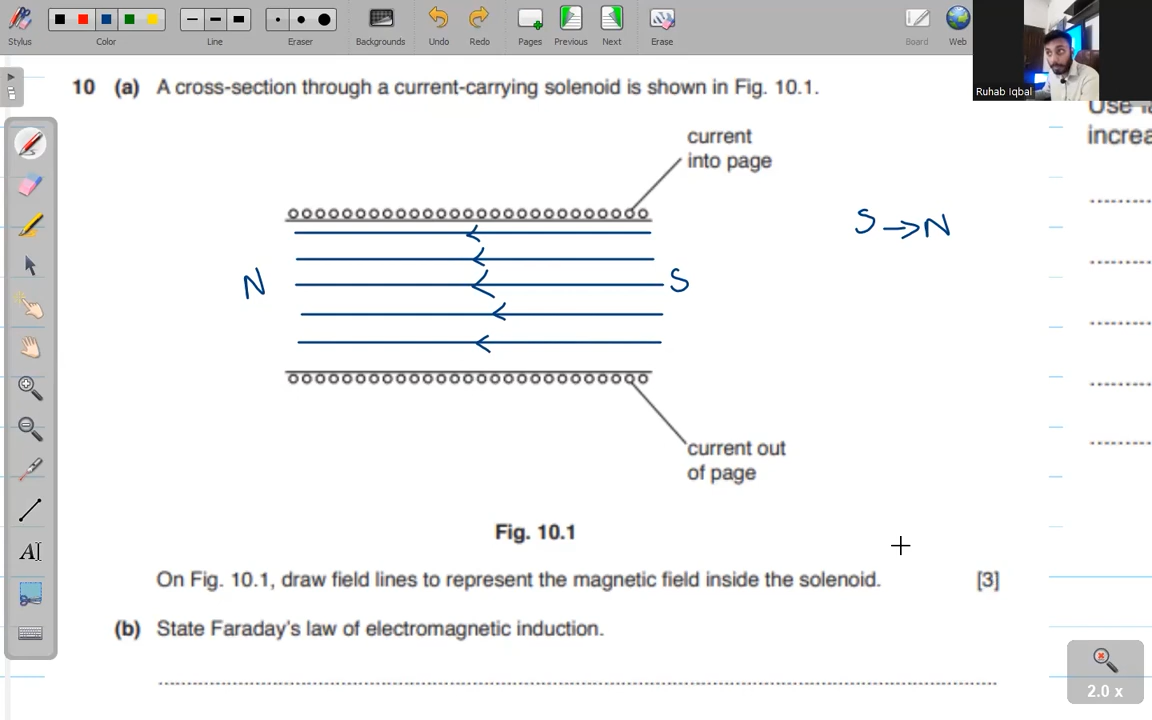 Stylus Color Line Eraser Backgrounds Undo Redo Pages Previous Next Erase Board Web
Ruhab Iqbal
10 (a) A cross-section through a current-carrying solenoid is shown in Fig. 10.1.
current
into page
S → N
N
S
current out
of page
Fig. 10.1
On Fig. 10.1, draw field lines to represent the magnetic field inside the solenoid. [3]
(b) State Faraday's law of electromagnetic induction.
Use
increa
A
2.0 x